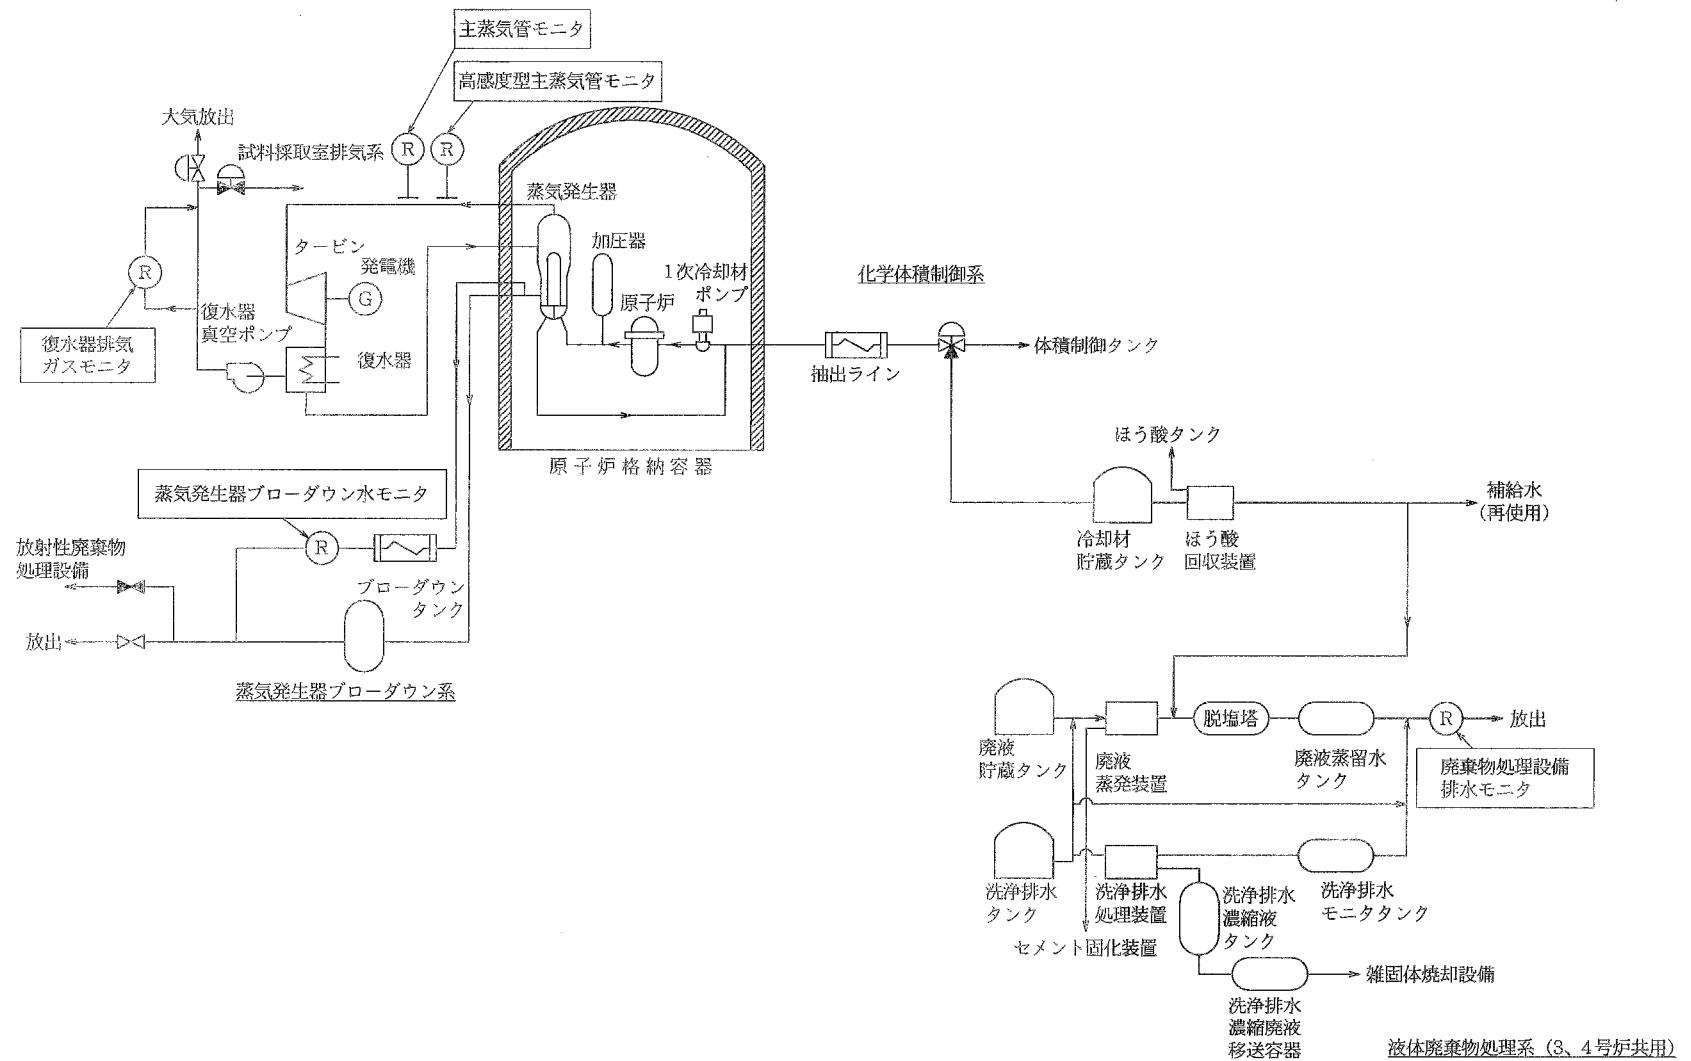 主蒸気管モニタ
高感度型主蒸気管モニタ
大気放出
試料採取室排気系
R
R
蒸気発生器
加圧器
タービン
発電機
1次冷却材
ポンプ
化学体積制御系
R
G
原子炉
復水器
真空ポンプ
復水器排気
ガスモニタ
復水器
抽出ライン
体積制御タンク
ほう酸タンク
原子炉格納容器
蒸気発生器ブローダウン水モニタ
補給水
(再使用)
冷却材
貯蔵タンク
ほう酸
回収装置
放射性廃棄物
処理設備
R
ブローダウン
タンク
放出
蒸気発生器ブローダウン系
脱塩塔
R
放出
廃液
貯蔵タンク
廃液
蒸発装置
廃液蒸留水
タンク
廃棄物処理設備
排水モニタ
洗浄排水
タンク
洗浄排水
処理装置
洗浄排水
濃縮液
タンク
洗浄排水
モニタタンク
セメント固化装置
雑固体焼却設備
洗浄排水
濃縮廃液
移送容器
液体廃棄物処理系(3、4号炉共用)